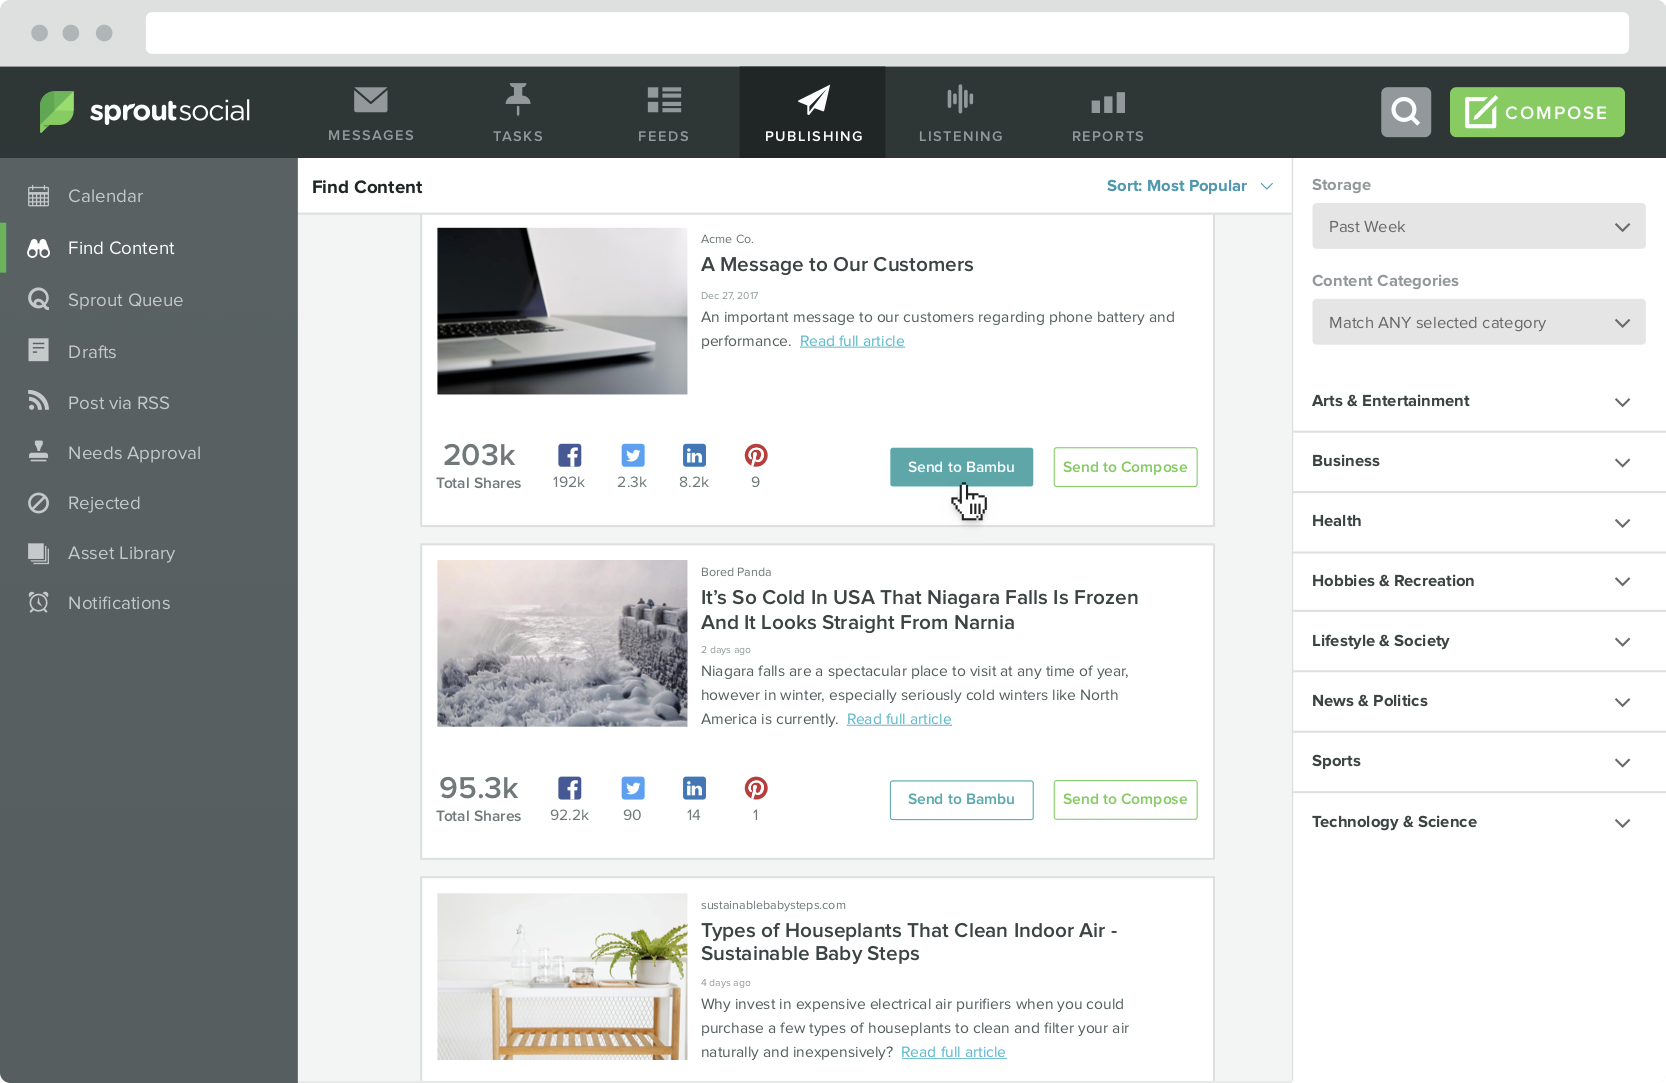 sproutsocial
MESSAGES
TASKS
FEEDS
PUBLISHING
LISTENING
REPORTS
COMPOSE
Calendar
Find Content
Sprout Queue
Drafts
Post via RSS
Needs Approval
Rejected
Asset Library
Notifications
Find Content
Sort: Most Popular
Acme Co.
A Message to Our Customers
Dec 27, 2017
An important message to our customers regarding phone battery and
performance. Read full article
203k
Total Shares
192k
2.3k
8.2k
9
Send to Bambu
Send to Compose
Bored Panda
It’s So Cold In USA That Niagara Falls Is Frozen
And It Looks Straight From Narnia
2 days ago
Niagara falls are a spectacular place to visit at any time of year,
however in winter, especially seriously cold winters like North
America is currently. Read full article
95.3k
Total Shares
92.2k
90
14
1
Send to Bambu
Send to Compose
sustainablebabysteps.com
Types of Houseplants That Clean Indoor Air -
Sustainable Baby Steps
4 days ago
Why invest in expensive electrical air purifiers when you could
purchase a few types of houseplants to clean and filter your air
naturally and inexpensively? Read full article
Storage
Past Week
Content Categories
Match ANY selected category
Arts & Entertainment
Business
Health
Hobbies & Recreation
Lifestyle & Society
News & Politics
Sports
Technology & Science